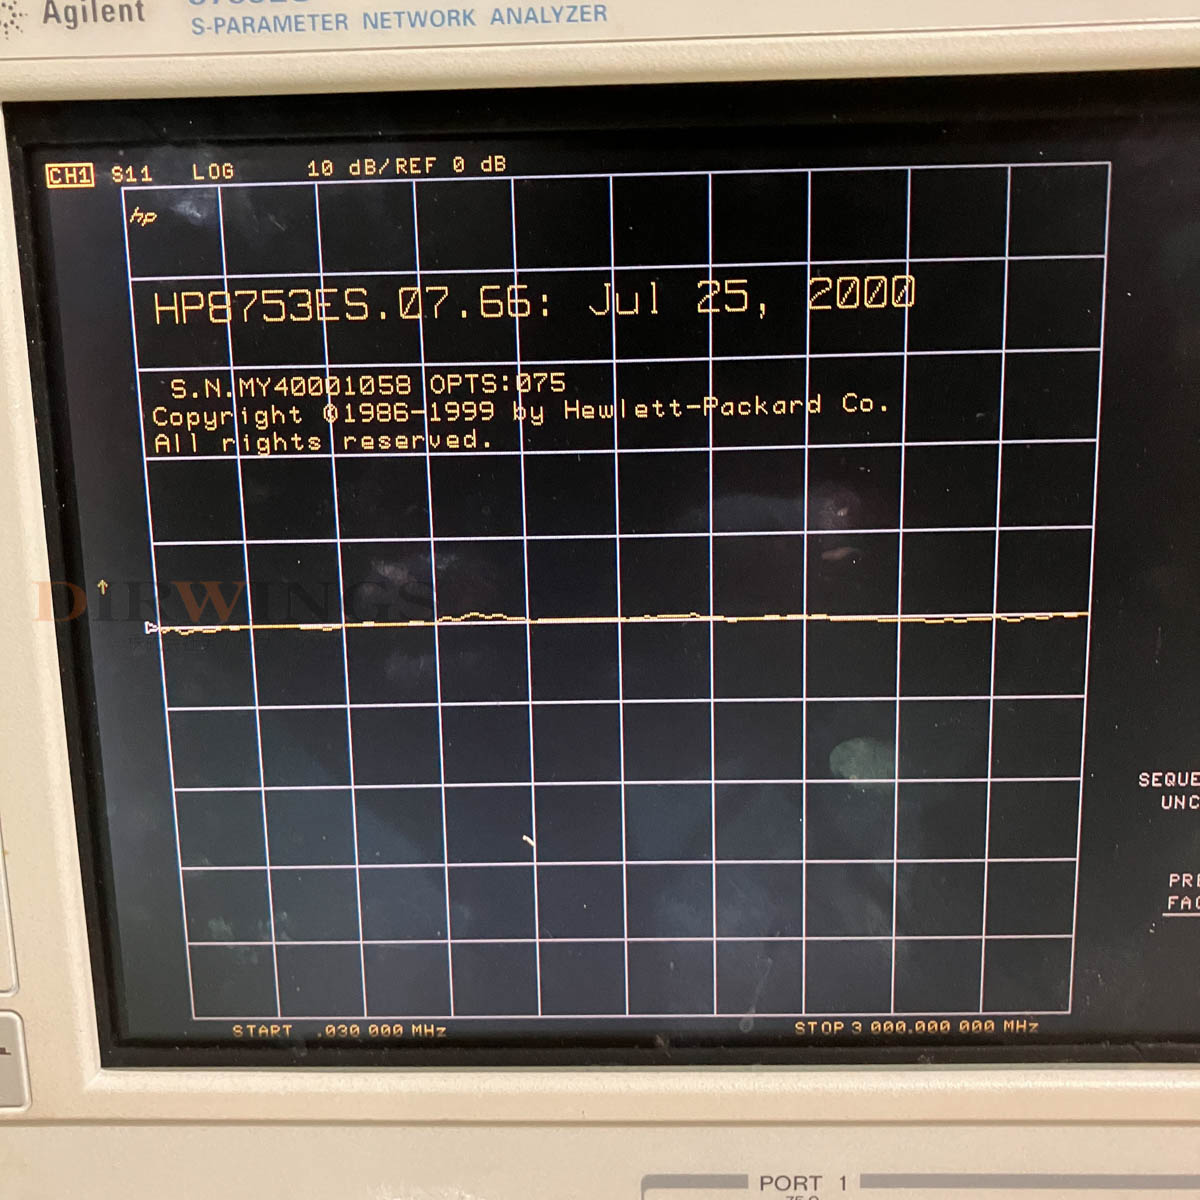 Agilent
S-PARAMETER NETWORK ANALYZER
CH1 S11 LOG 10 dB/REF 0 dB
hp
HP8753ES.07.66: Jul 25, 2000
S.N.MY40001058 OPTS:075
Copyright ©1986-1999 by Hewlett-Packard Co.
All rights reserved.
DIRWINGS
SEQUE
UNC
PRE
FAC
START .030 000 MHz
STOP 3 000.000 000 MHz
PORT 1